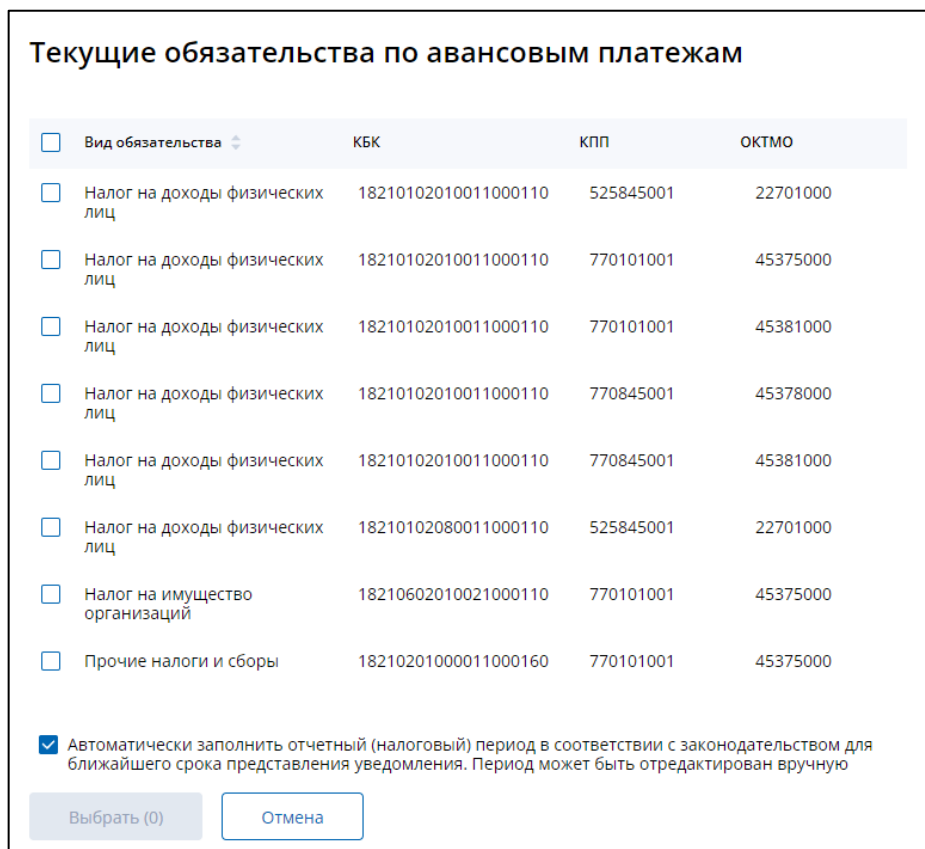 Текущие обязательства по авансовым платежам
Вид обязательства КБК КПП ОКТМО
Налог на доходы физических 18210102010011000110 525845001 22701000
лиц
Налог на доходы физических 18210102010011000110 770101001 45375000
лиц
Налог на доходы физических 18210102010011000110 770101001 45381000
лиц
Налог на доходы физических 18210102010011000110 770845001 45378000
лиц
Налог на доходы физических 18210102010011000110 770845001 45381000
лиц
Налог на доходы физических 18210102080011000110 525845001 22701000
лиц
Налог на имущество 18210602010021000110 770101001 45375000
организаций
Прочие налоги и сборы 18210201000011000160 770101001 45375000
Автоматически заполнить отчетный (налоговый) период в соответствии с законодательством для
ближайшего срока представления уведомления. Период может быть отредактирован вручную
Выбрать (0) Отмена